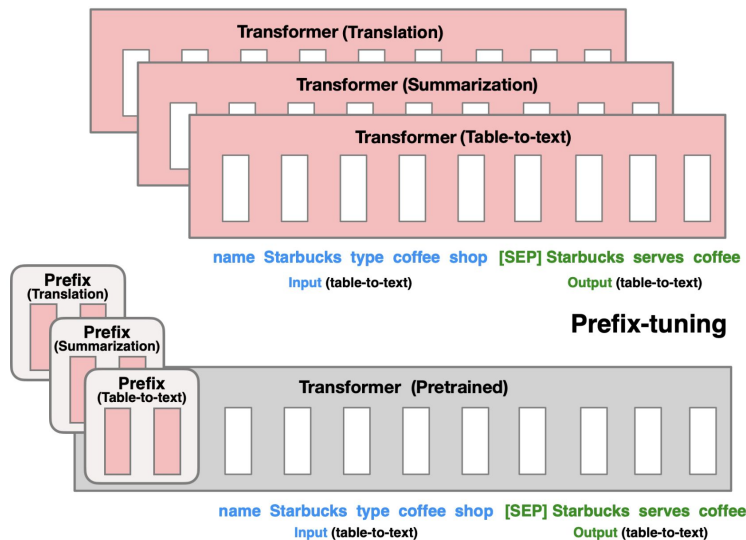 Transformer (Translation)
Transformer (Summarization)
Transformer (Table-to-text)
name Starbucks type coffee shop [SEP] Starbucks serves coffee
Input (table-to-text) Output (table-to-text)
Prefix
(Translation)
Prefix-tuning
Prefix
(Summarization)
Prefix
(Table-to-text)
Transformer (Pretrained)
name Starbucks type coffee shop [SEP] Starbucks serves coffee
Input (table-to-text) Output (table-to-text)